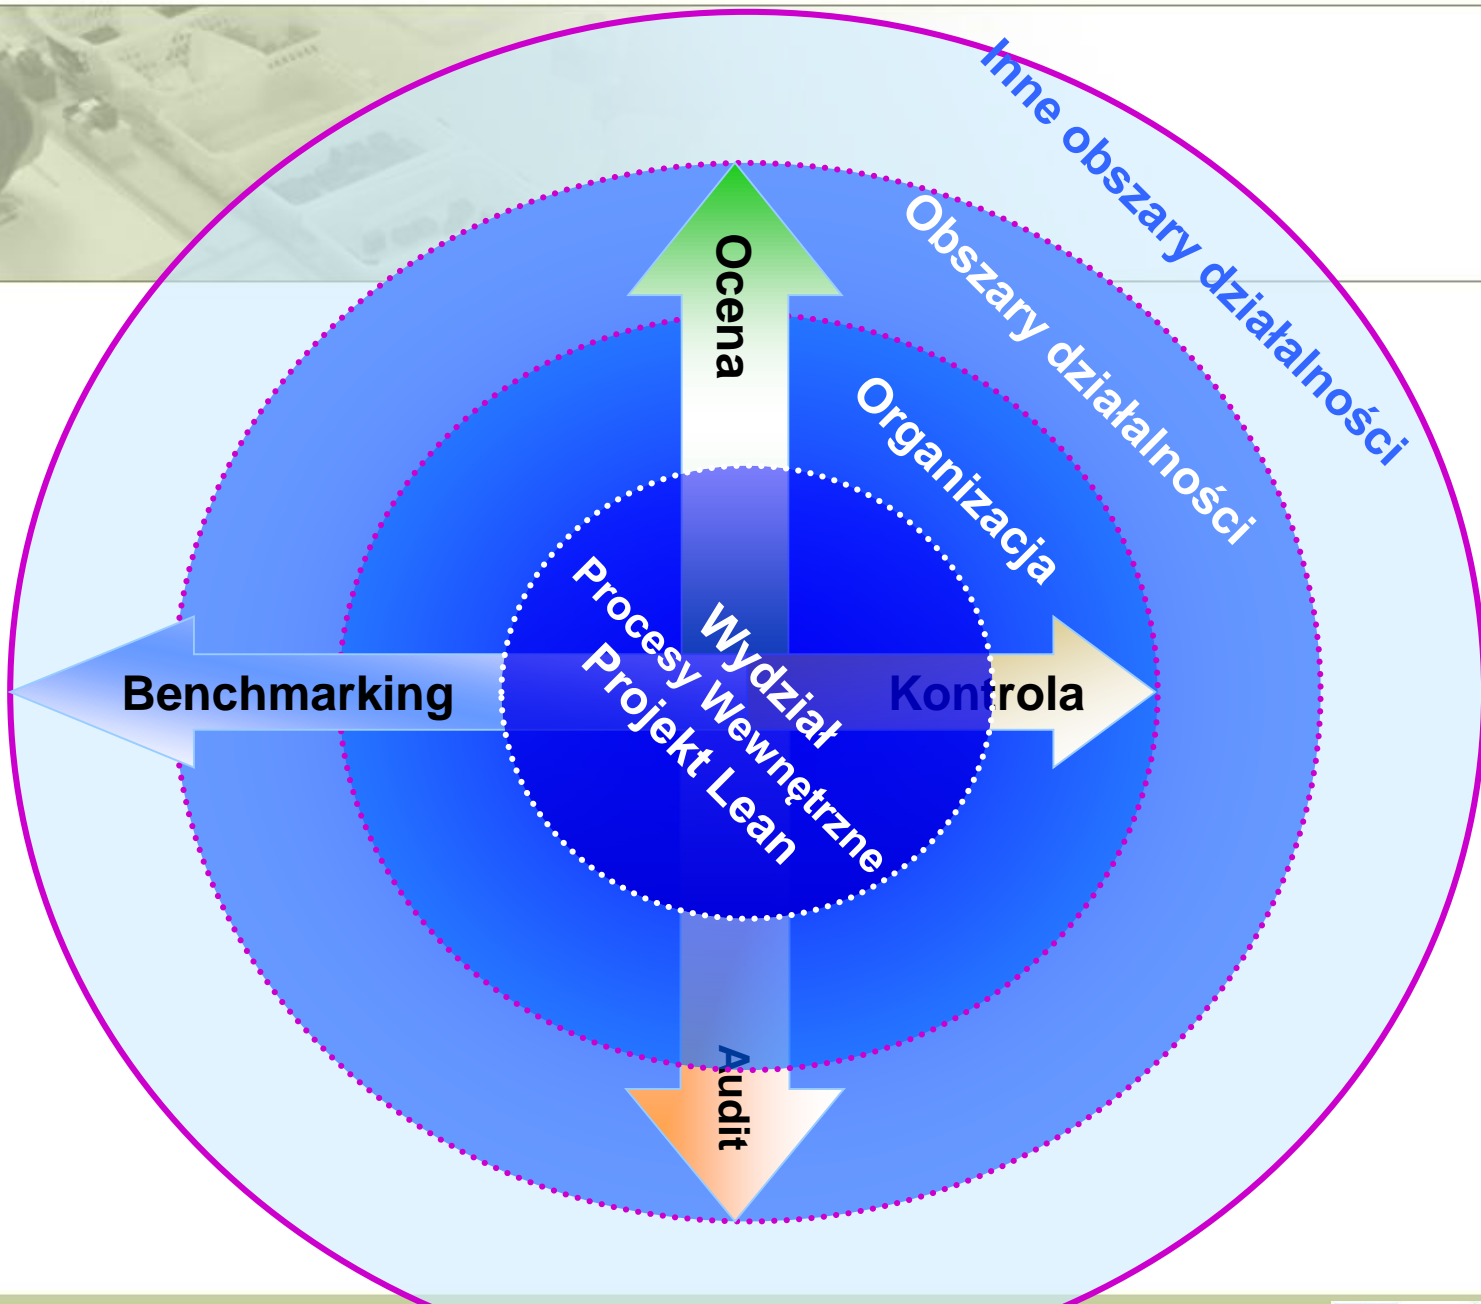 Inne obszary działalności
Obszary działalności
Organizacja
Ocena
Wydział
Procesy Wewnętrzne
Projekt Lean
Benchmarking
Kontrola
Audit